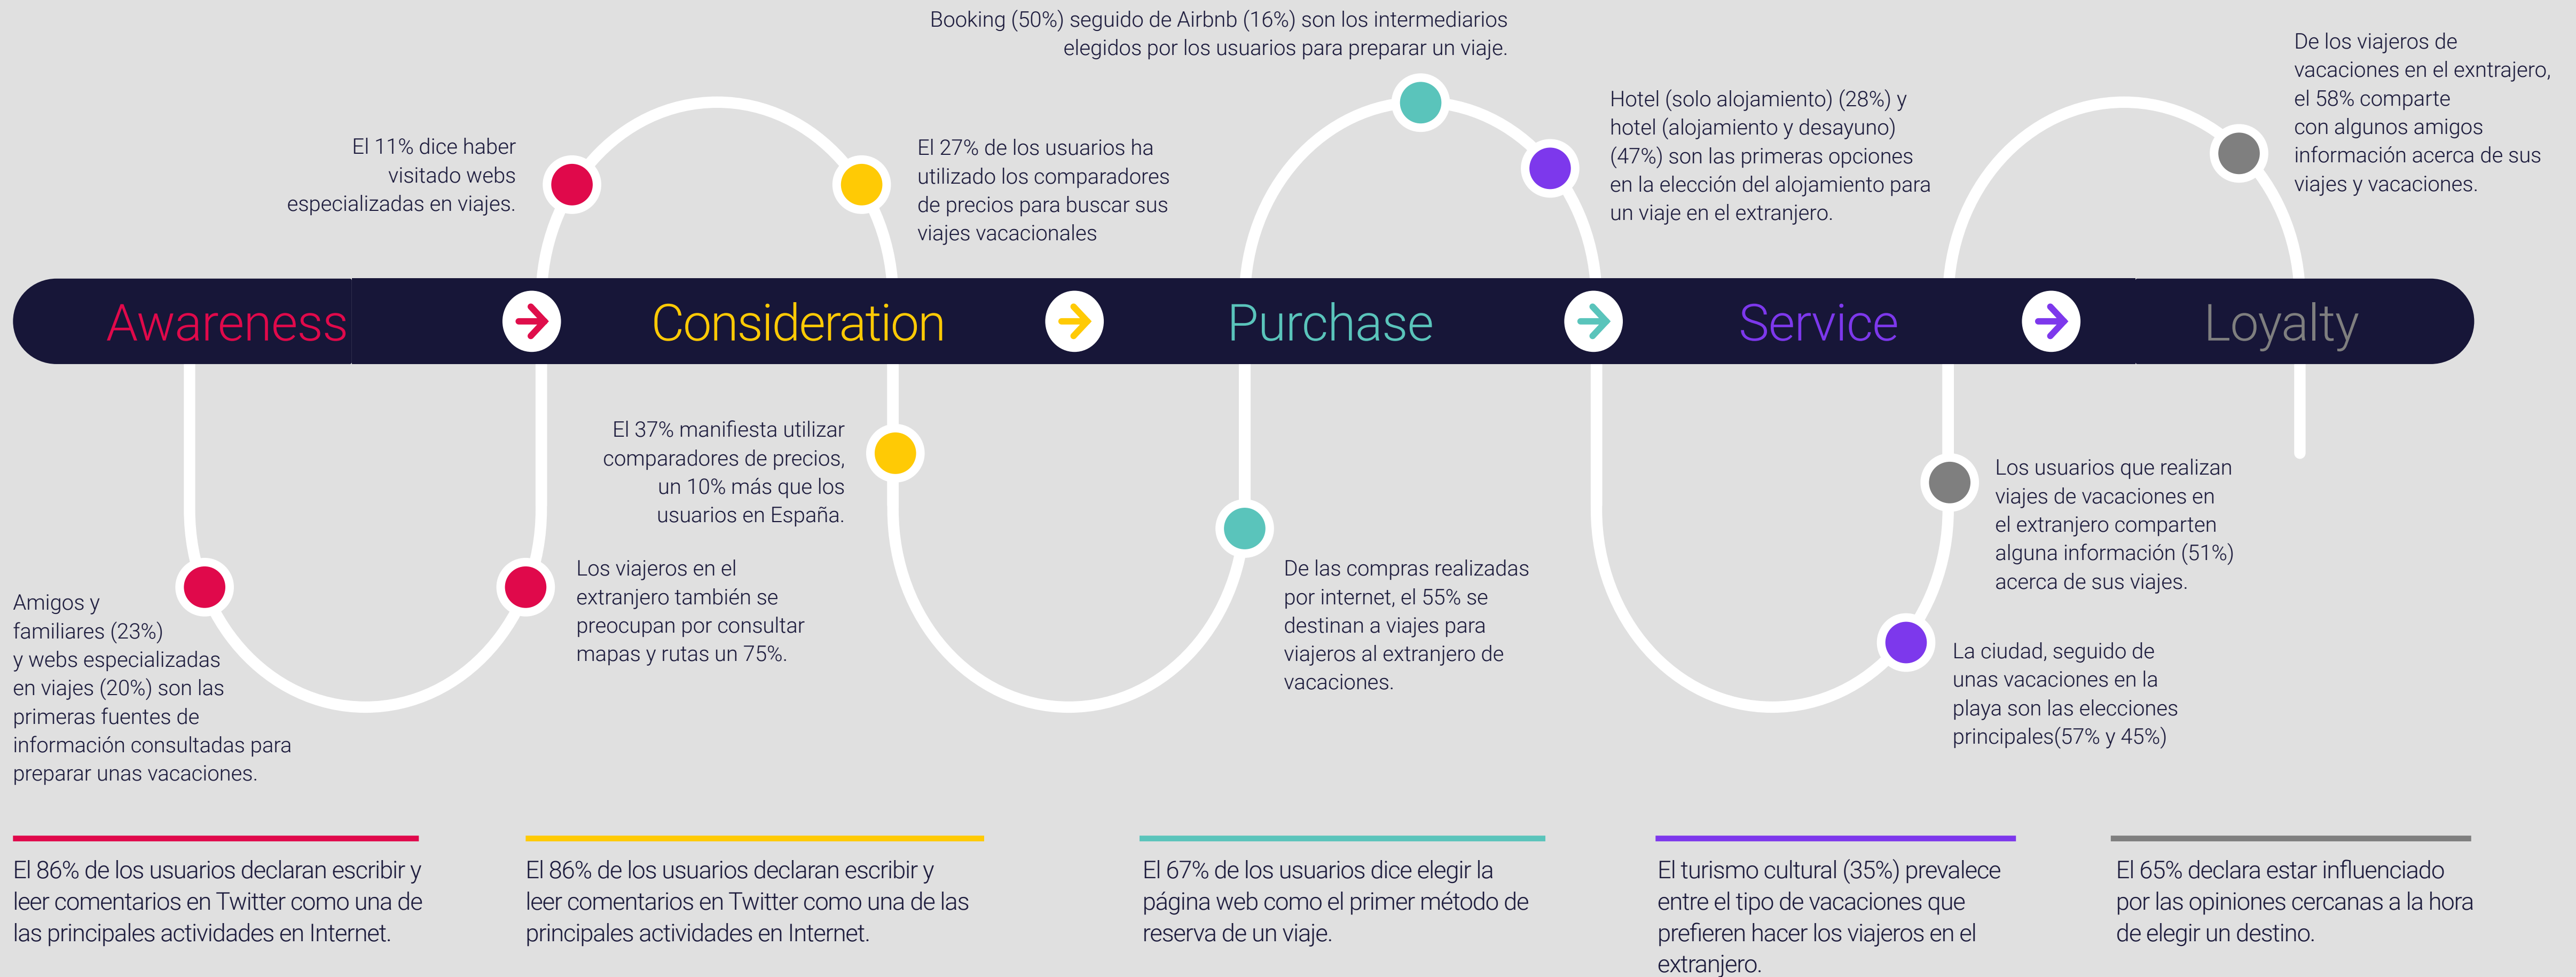 Booking (50%) seguido de Airbnb (16%) son los intermediarios
elegidos por los usuarios para preparar un viaje.
El 11% dice haber
visitado webs
especializadas en viajes.
El 27% de los usuarios ha
utilizado los comparadores
de precios para buscar sus
viajes vacacionales
Hotel (solo alojamiento) (28%) y
hotel (alojamiento y desayuno)
(47%) son las primeras opciones
en la elección del alojamiento para
un viaje en el extranjero.
De los viajeros de
vacaciones en el exntrajero,
el 58% comparte
con algunos amigos
información acerca de sus
viajes y vacaciones.
Awareness
Consideration
Purchase
Service
Loyalty
Amigos y
familiares (23%)
y webs especializadas
en viajes (20%) son las
primeras fuentes de
información consultadas para
preparar unas vacaciones.
El 37% manifiesta utilizar
comparadores de precios,
un 10% más que los
usuarios en España.
Los viajeros en el
extranjero también se
preocupan por consultar
mapas y rutas un 75%.
De las compras realizadas
por internet, el 55% se
destinan a viajes para
viajeros al extranjero de
vacaciones.
Los usuarios que realizan
viajes de vacaciones en
el extranjero comparten
alguna información (51%)
acerca de sus viajes.
La ciudad, seguido de
unas vacaciones en la
playa son las elecciones
principales(57% y 45%)
El 86% de los usuarios declaran escribir y
leer comentarios en Twitter como una de
las principales actividades en Internet.
El 86% de los usuarios declaran escribir y
leer comentarios en Twitter como una de las
principales actividades en Internet.
El 67% de los usuarios dice elegir la
página web como el primer método de
reserva de un viaje.
El turismo cultural (35%) prevalece
entre el tipo de vacaciones que
prefieren hacer los viajeros en el
extranjero.
El 65% declara estar influenciado
por las opiniones cercanas a la hora
de elegir un destino.